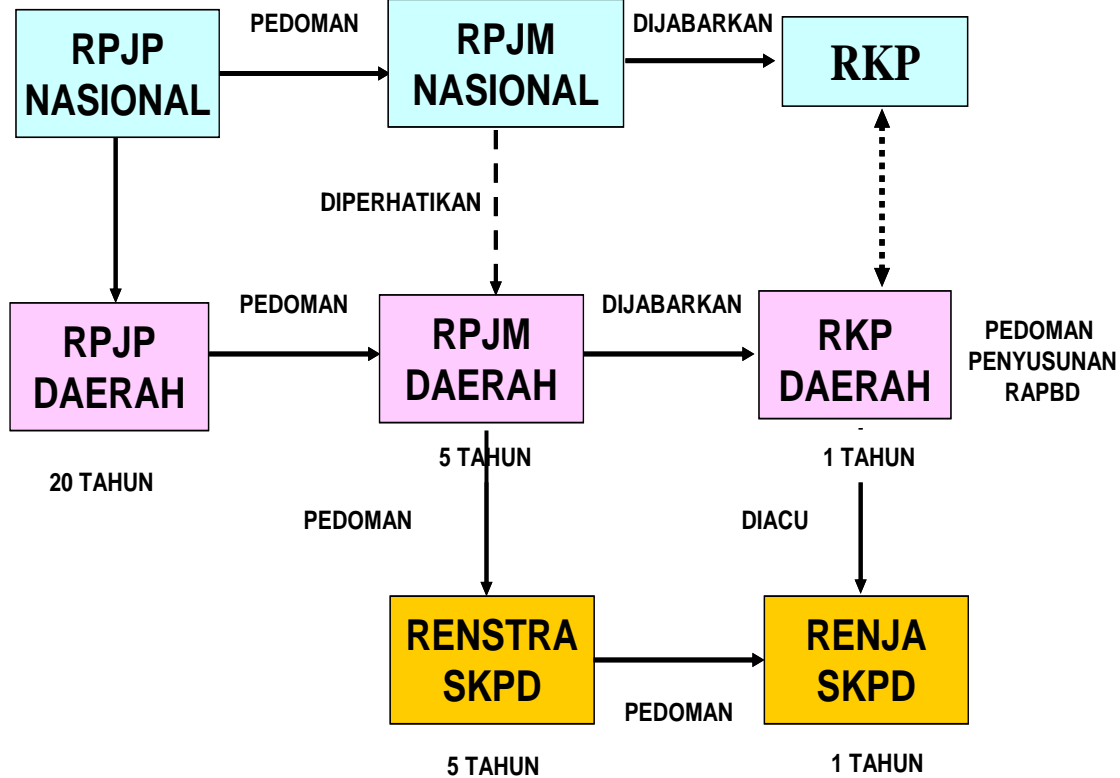 PEDOMAN
DIJABARKAN
RPJP
NASIONAL
RPJM
NASIONAL
RKP
DIPERHATIKAN
PEDOMAN
DIJABARKAN
RPJP
DAERAH
RPJM
DAERAH
RKP
DAERAH
PEDOMAN
PENYUSUNAN
RAPBD
20 TAHUN
5 TAHUN
1 TAHUN
PEDOMAN
DIACU
RENSTRA
SKPD
RENJA
SKPD
PEDOMAN
5 TAHUN
1 TAHUN